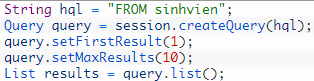 String hql = "FROM sinhvien";
Query query = session.createQuery(hql);
query.setFirstResult(1);
query.setMaxResults(10);
List results = query.list();